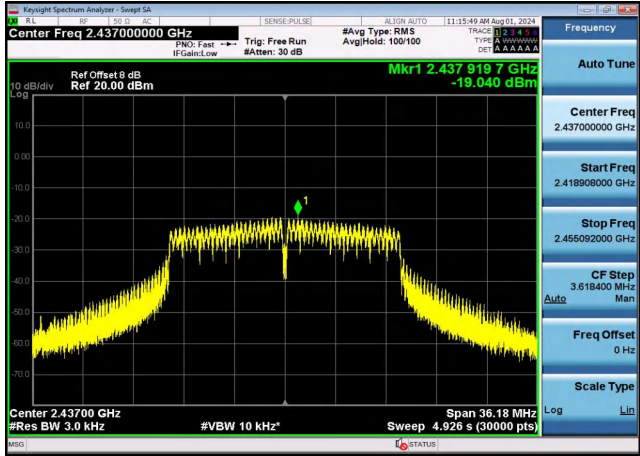 Keysight Spectrum Analyzer - Swept SA
RL RF 50 Ω AC SENSE:PULSE ALIGN AUTO 11:15:49 AM Aug 01, 2024
Center Freq 2.437000000 GHz
PNO: Fast
IFGain:Low
Trig: Free Run
#Atten: 30 dB
#Avg Type: RMS
Avg|Hold: 100/100
TRACE 1 2 3 4 5 6
TYPE A WWWWW
DET A A A A A A
Frequency
Auto Tune
Center Freq
2.437000000 GHz
Start Freq
2.418908000 GHz
Stop Freq
2.455092000 GHz
CF Step
3.618400 MHz
Auto Man
Freq Offset
0 Hz
Scale Type
Log Lin
Mkr1 2.437 919 7 GHz
-19.040 dBm
Ref Offset 8 dB
10 dB/div Ref 20.00 dBm
Log
10.0
0.00
-10.0
-20.0
-30.0
-40.0
-50.0
-60.0
-70.0
1
Center 2.43700 GHz Span 36.18 MHz
#Res BW 3.0 kHz #VBW 10 kHz* Sweep 4.926 s (30000 pts)
MSG STATUS